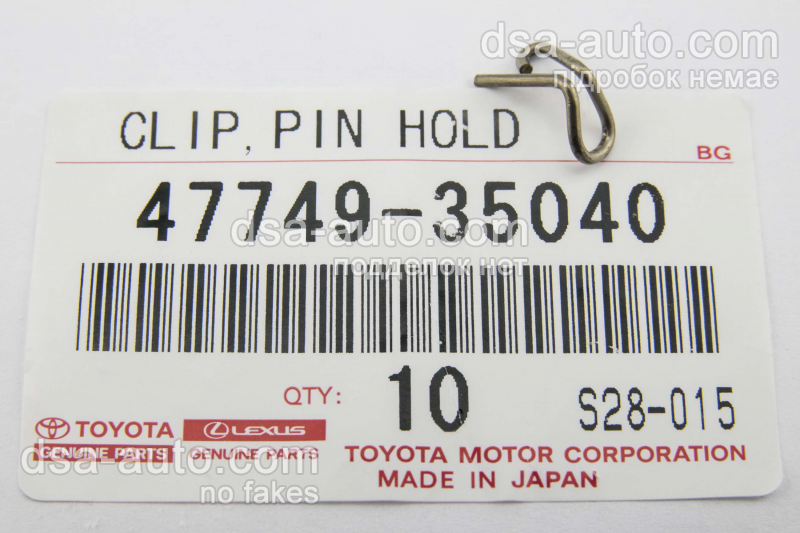 dsa-auto.com
підробок немає
CLIP, PIN HOLD
BG
47749-35040
dsa-auto.com
подделок нет
QTY: 10 S28-015
TOYOTA LEXUS
GENUINE PARTS GENUINE PARTS
TOYOTA MOTOR CORPORATION
MADE IN JAPAN
dsa-auto.com
no fakes